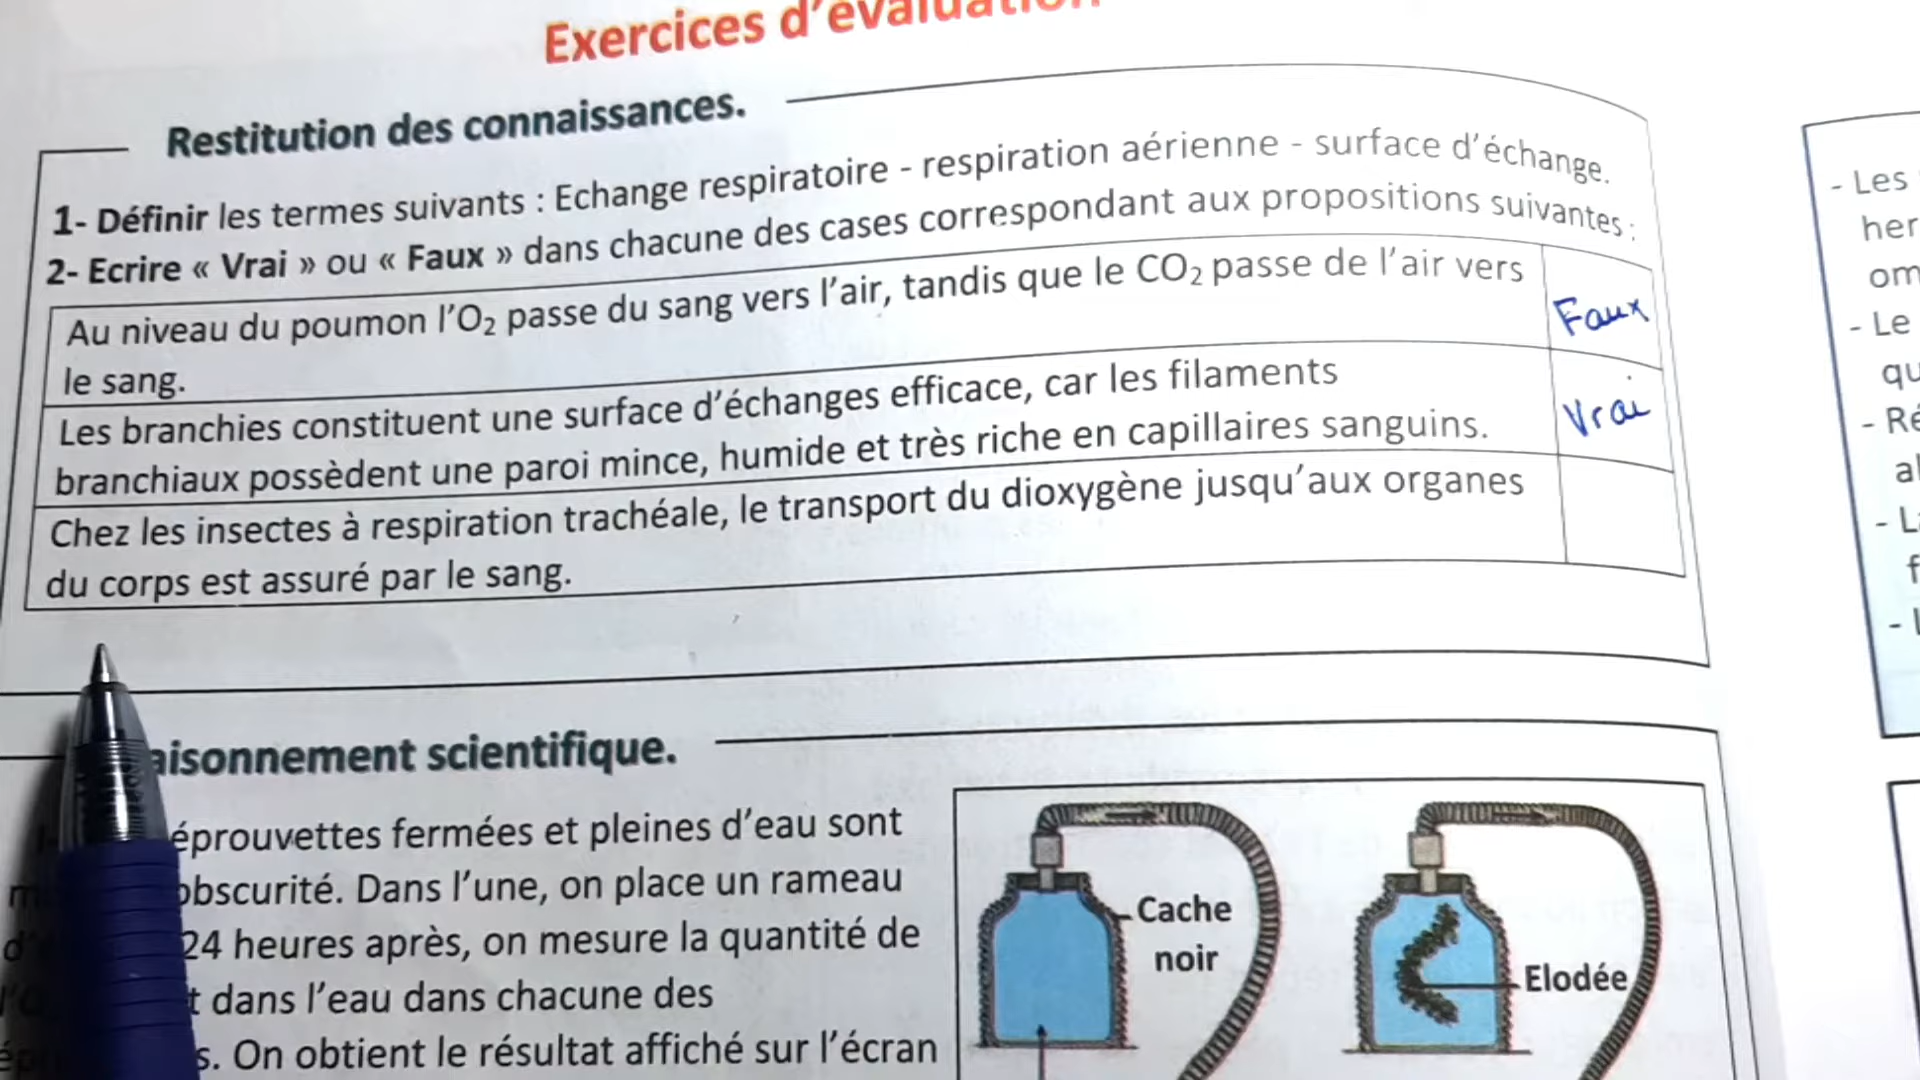 Exercices d'évaluation
Restitution des connaissances.
1- Définir les termes suivants : Echange respiratoire - respiration aérienne - surface d'échange.
2- Ecrire « Vrai » ou « Faux » dans chacune des cases correspondant aux propositions suivantes :
Au niveau du poumon l'O₂ passe du sang vers l'air, tandis que le CO₂ passe de l'air vers
le sang.
Faux
Les branchies constituent une surface d'échanges efficace, car les filaments
branchiaux possèdent une paroi mince, humide et très riche en capillaires sanguins.
Vrai
Chez les insectes à respiration trachéale, le transport du dioxygène jusqu'aux organes
du corps est assuré par le sang.
aisonnement scientifique.
éprouvettes fermées et pleines d'eau sont
obscurité. Dans l'une, on place un rameau
24 heures après, on mesure la quantité de
t dans l'eau dans chacune des
s. On obtient le résultat affiché sur l'écran
Cache
noir
Elodée
- Les
her
om
- Le
qu
- Ré
al
- L
f
-